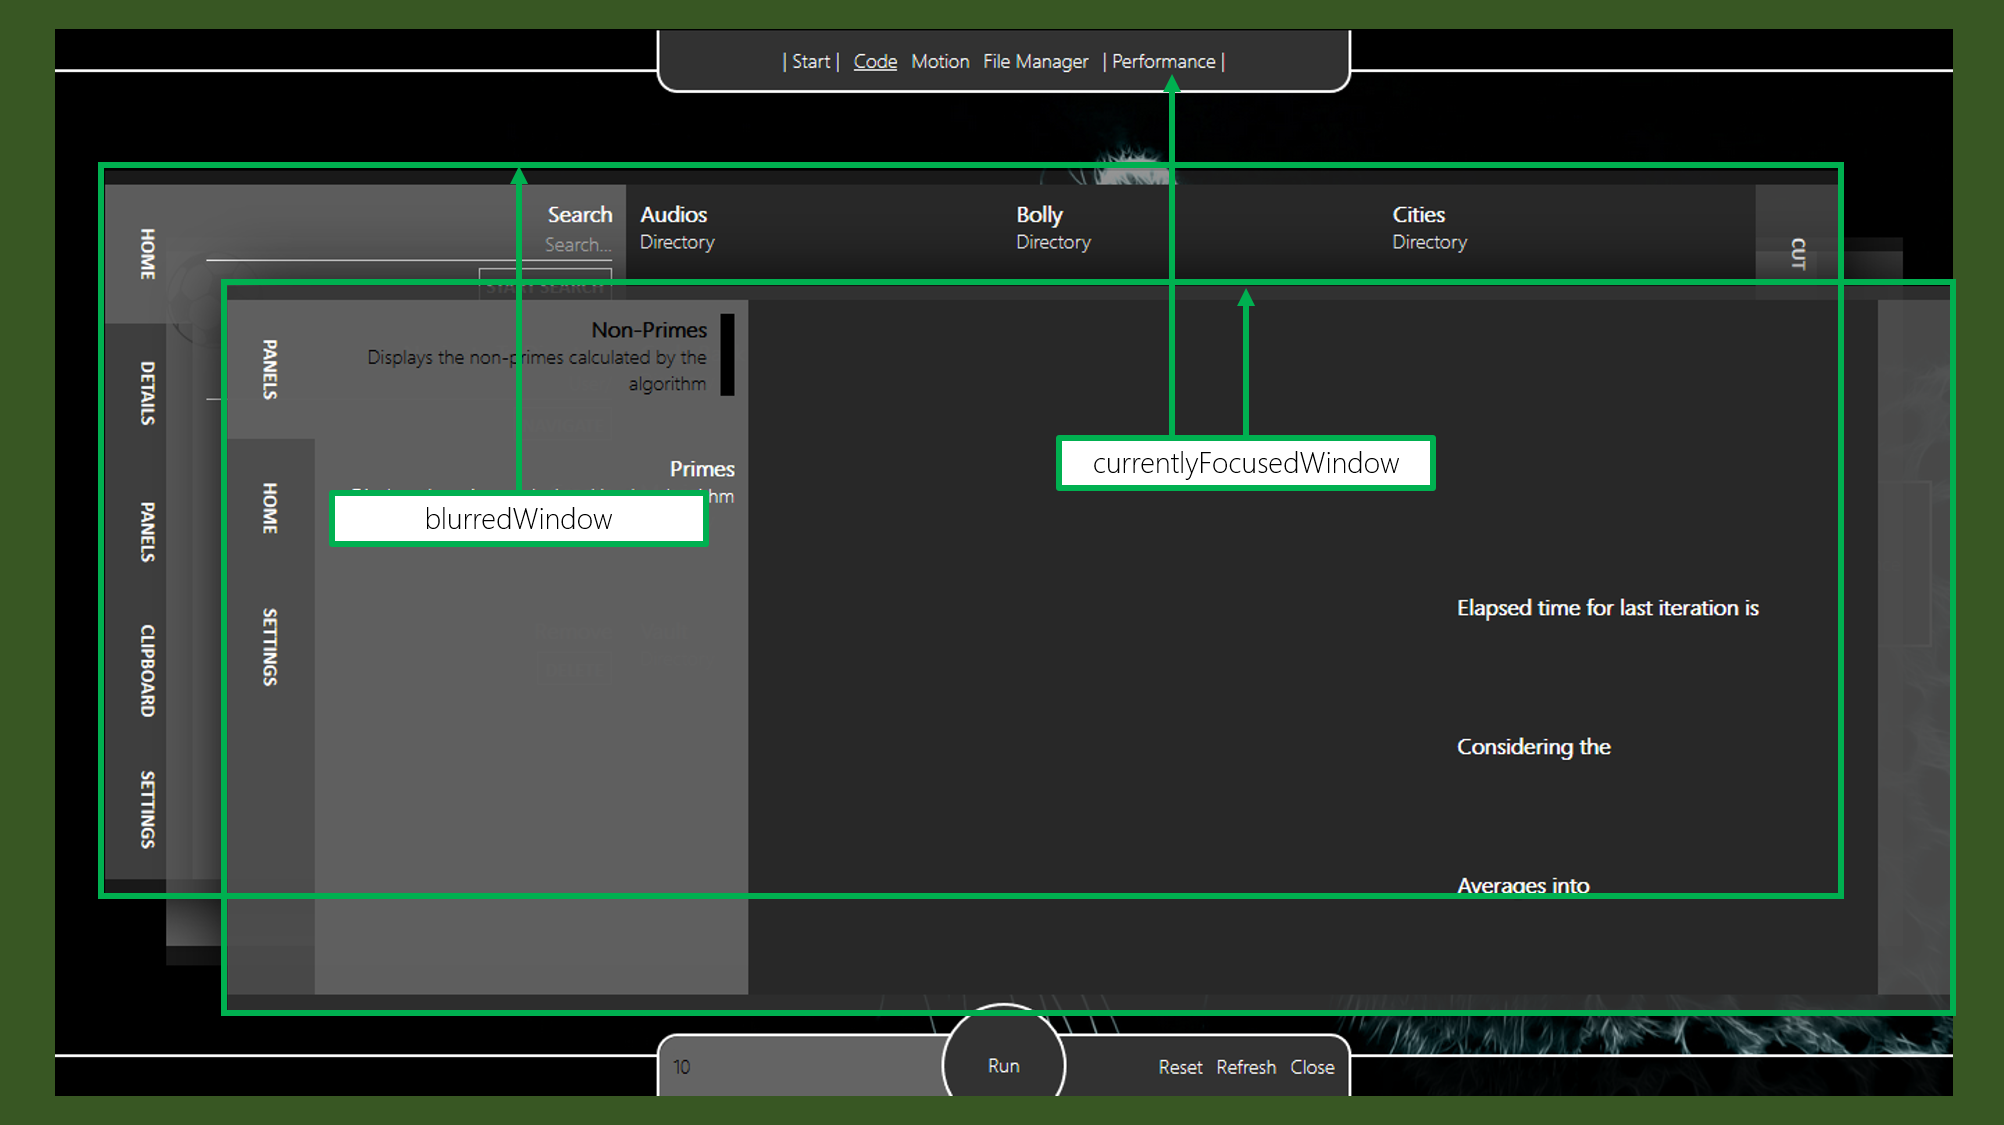 | Start | Code Motion File Manager | Performance |
HOME
DETAILS
PANELS
CLIPBOARD
SETTINGS
Search
Search...
START SEARCH
Audios
Directory
Bolly
Directory
Cities
Directory
CUT
PANELS
HOME
SETTINGS
Non-Primes
Displays the non-primes calculated by the
algorithm
Primes
blurredWindow
currentlyFocusedWindow
Elapsed time for last iteration is
Considering the
Averages into
10
Run
Reset Refresh Close